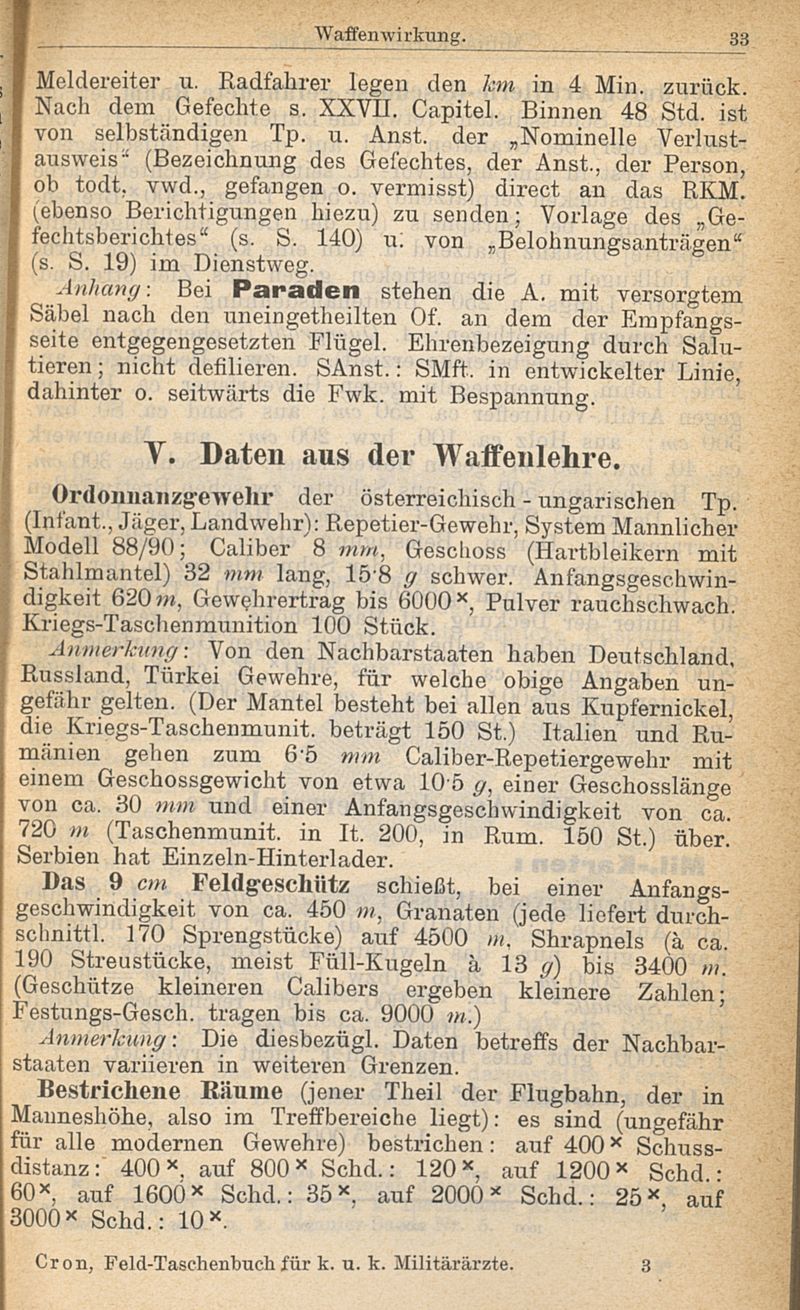 Waffenwirkung. 33
Meldereiter u. Radfahrer legen den km in 4 Min. zurück.
Nach dem Gefechte s. XXVII. Capitel. Binnen 48 Std. ist
von selbständigen Tp. u. Anst. der „Nominelle Verlust-
ausweis“ (Bezeichnung des Gefechtes, der Anst., der Person,
ob todt, vwd., gefangen o. vermisst) direct an das RKM.
(ebenso Berichtigungen hiezu) zu senden; Vorlage des „Ge-
fechtsberichtes“ (s. S. 140) u. von „Belohnungsanträgen“
(s. S. 19) im Dienstweg.
Anhang: Bei Paraden stehen die A. mit versorgtem
Säbel nach den uneingetheilten Of. an dem der Empfangs-
seite entgegengesetzten Flügel. Ehrenbezeigung durch Salu-
tieren; nicht defilieren. SAnst.: SMft. in entwickelter Linie,
dahinter o. seitwärts die Fwk. mit Bespannung.
V. Daten aus der Waffenlehre.
Ordonnanzgewehr der österreichisch-ungarischen Tp.
(Infant., Jäger, Landwehr): Repetier-Gewehr, System Mannlicher
Modell 88/90; Caliber 8 mm, Geschoss (Hartbleikern mit
Stahlmantel) 32 mm lang, 15·8 g schwer. Anfangsgeschwin-
digkeit 620 m, Gewehrertrag bis 6000×, Pulver rauchschwach.
Kriegs-Taschenmunition 100 Stück.
Anmerkung: Von den Nachbarstaaten haben Deutschland,
Russland, Türkei Gewehre, für welche obige Angaben un-
gefähr gelten. (Der Mantel besteht bei allen aus Kupfernickel,
die Kriegs-Taschenmunit. beträgt 150 St.) Italien und Ru-
mänien gehen zum 6·5 mm Caliber-Repetiergewehr mit
einem Geschossgewicht von etwa 10·5 g, einer Geschosslänge
von ca. 30 mm und einer Anfangsgeschwindigkeit von ca.
720 m (Taschenmunit. in It. 200, in Rum. 150 St.) über.
Serbien hat Einzeln-Hinterlader.
Das 9 cm Feldgeschütz schießt, bei einer Anfangs-
geschwindigkeit von ca. 450 m, Granaten (jede liefert durch-
schnittl. 170 Sprengstücke) auf 4500 m, Shrapnels (à ca.
190 Streustücke, meist Füll-Kugeln à 13 g) bis 3400 m.
(Geschütze kleineren Calibers ergeben kleinere Zahlen;
Festungs-Gesch. tragen bis ca. 9000 m.)
Anmerkung: Die diesbezügl. Daten betreffs der Nachbar-
staaten variieren in weiteren Grenzen.
Bestrichene Räume (jener Theil der Flugbahn, der in
Manneshöhe, also im Treffbereiche liegt): es sind (ungefähr
für alle modernen Gewehre) bestrichen: auf 400× Schuss-
distanz: 400×, auf 800× Schd.: 120×, auf 1200× Schd.:
60×, auf 1600× Schd.: 35×, auf 2000× Schd.: 25×, auf
3000× Schd.: 10×.
Cron, Feld-Taschenbuch für k. u. k. Militärärzte. 3